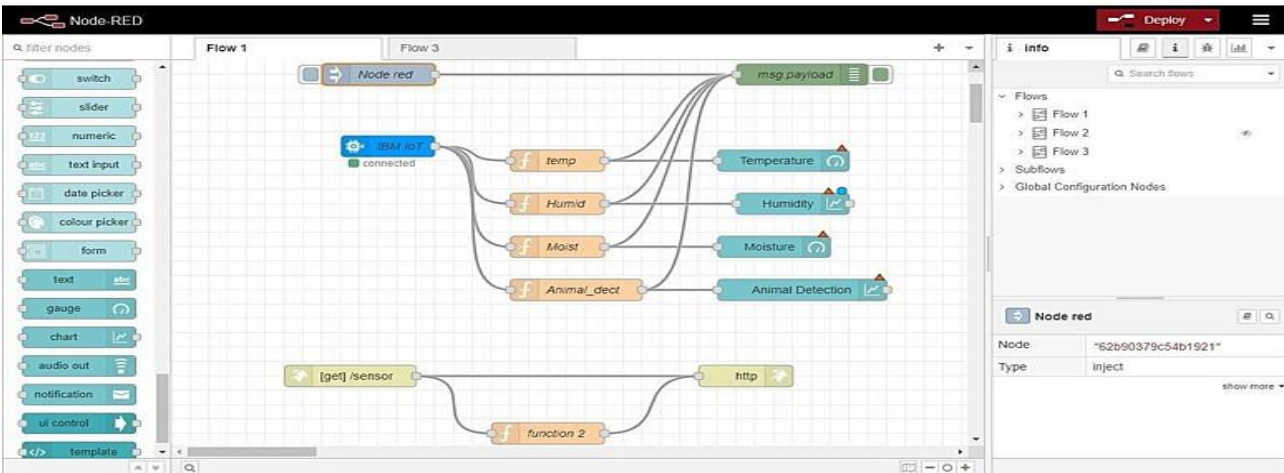 Node-RED
Deploy
filter nodes
Flow 1
Flow 3
info
Search flows
switch
slider
numeric
text input
date picker
colour picker
form
text
abc
gauge
chart
audio out
notification
ui control
template
Node red
msg.payload
IBM IoT
connected
temp
Temperature
Humid
Humidity
Moist
Moisture
Animal_dect
Animal Detection
[get] /sensor
http
function 2
Flows
Flow 1
Flow 2
Flow 3
Subflows
Global Configuration Nodes
Node red
Node
"62b90379c54b1921"
Type
inject
show more